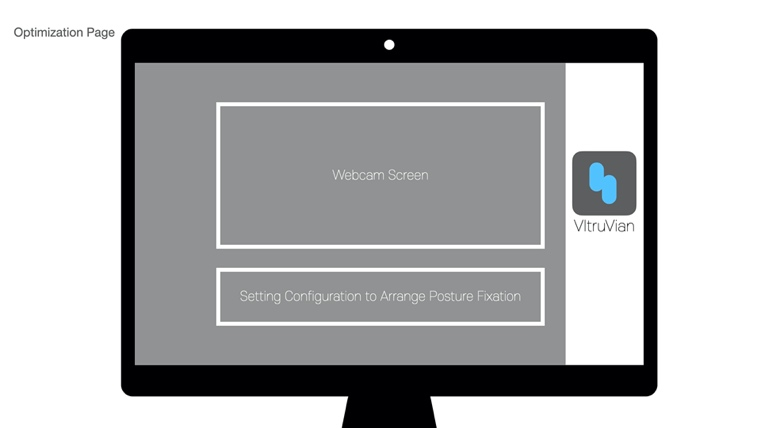 Optimization Page
Webcam Screen
VItruVian
Setting Configuration to Arrange Posture Fixation